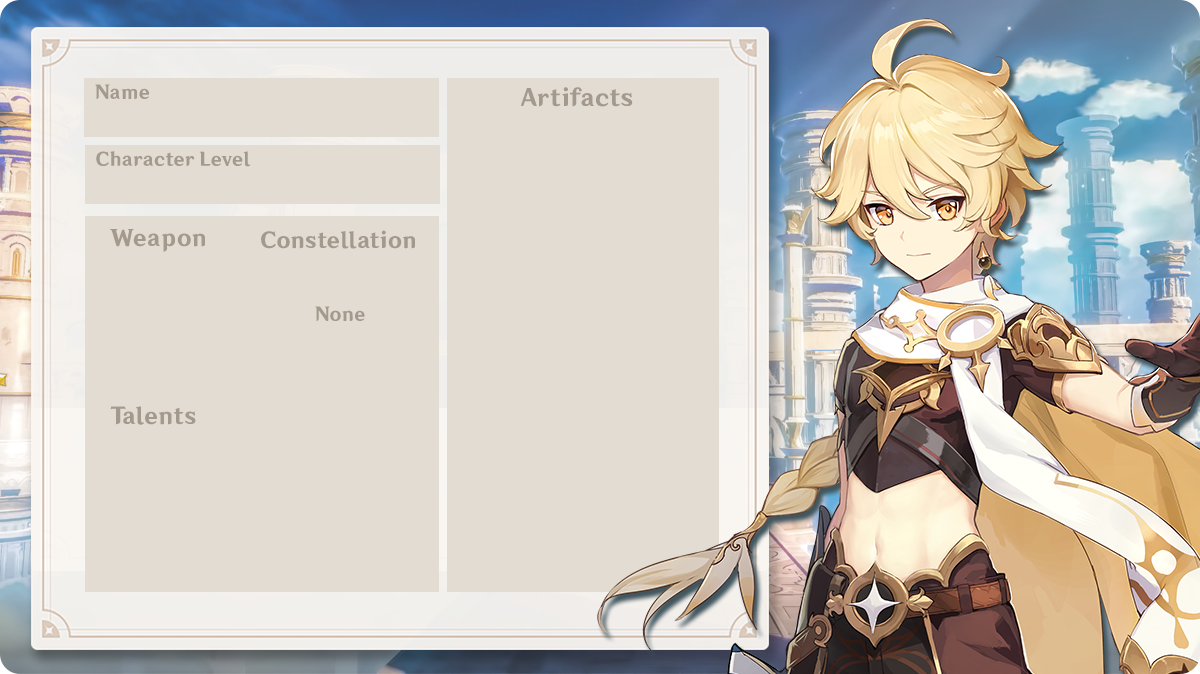 Name
Character Level
Weapon
Constellation
None
Talents
Artifacts